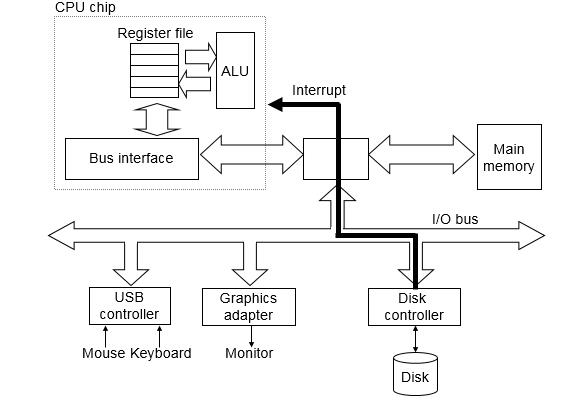 CPU chip
Register file
ALU
Interrupt
Bus interface
Main
memory
I/O bus
USB
controller
Graphics
adapter
Disk
controller
Mouse Keyboard
Monitor
Disk